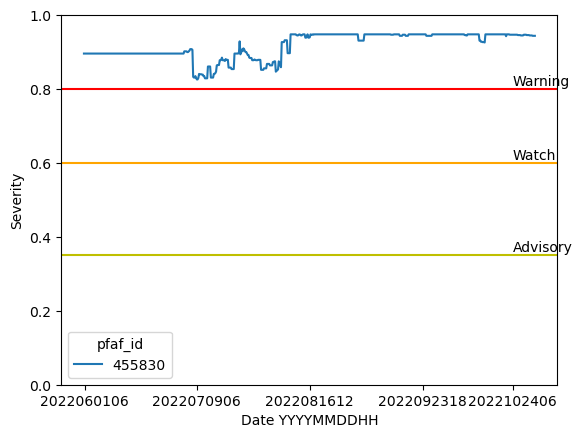 1.0
0.8
0.6
0.4
0.2
0.0
Severity
Warning
Watch
Advisory
pfaf_id
455830
2022060106
2022070906
2022081612
2022092318
2022102406
Date YYYYMMDDHH